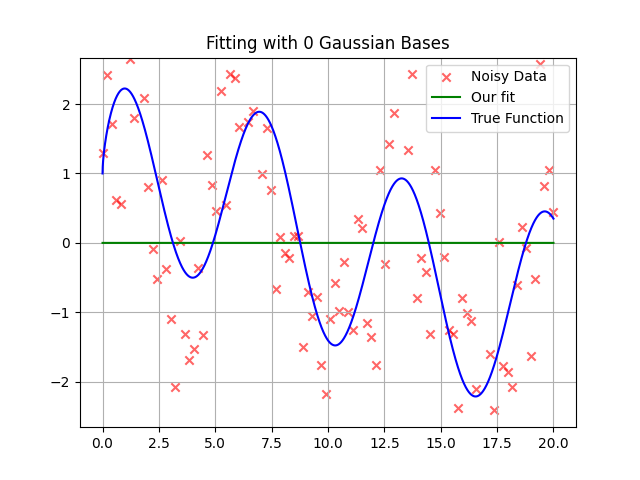 Fitting with 0 Gaussian Bases
Noisy Data
Our fit
True Function
2
1
0
−1
−2
0.0 2.5 5.0 7.5 10.0 12.5 15.0 17.5 20.0